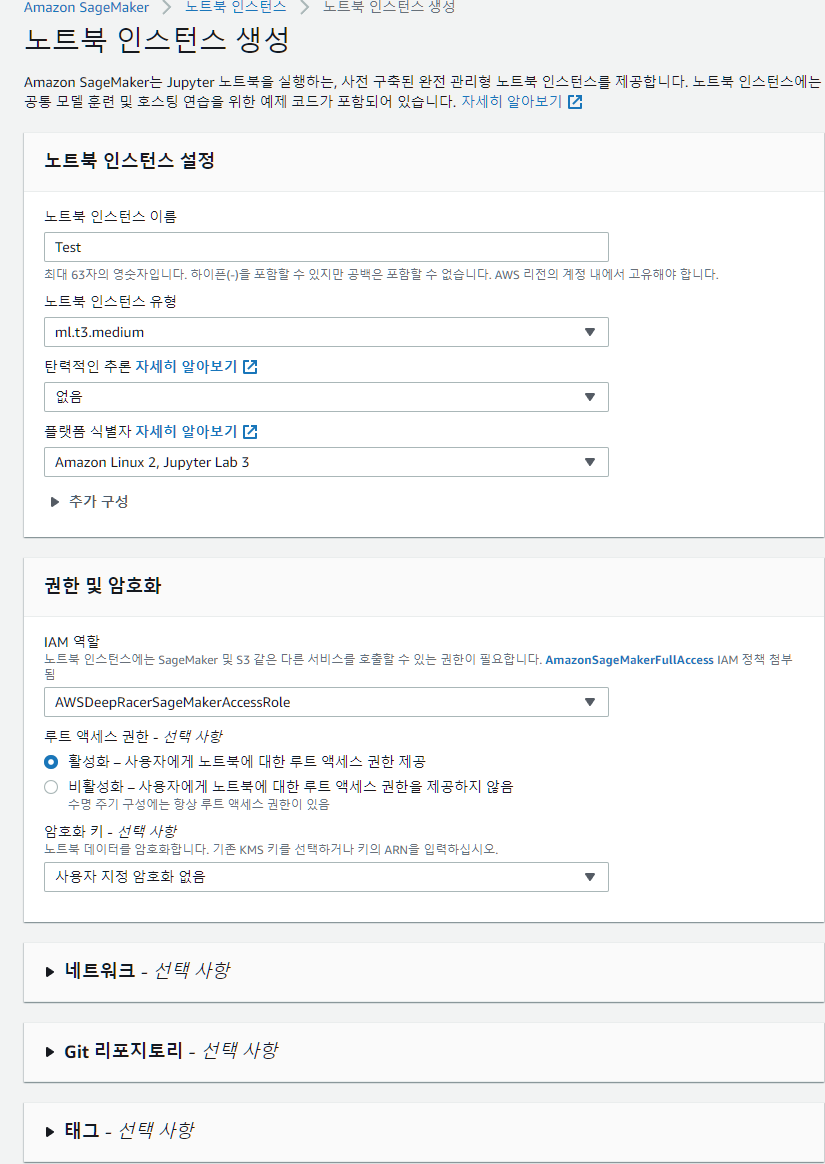 Amazon SageMaker > 노트북 인스턴스 > 노트북 인스턴스 생성
노트북 인스턴스 생성
Amazon SageMaker는 Jupyter 노트북을 실행하는, 사전 구축된 완전 관리형 노트북 인스턴스를 제공합니다. 노트북 인스턴스에는
공통 모델 훈련 및 호스팅 연습을 위한 예제 코드가 포함되어 있습니다. 자세히 알아보기
노트북 인스턴스 설정
노트북 인스턴스 이름
Test
최대 63자의 영숫자입니다. 하이픈(-)을 포함할 수 있지만 공백은 포함할 수 없습니다. AWS 리전의 계정 내에서 고유해야 합니다.
노트북 인스턴스 유형
ml.t3.medium
탄력적인 추론 자세히 알아보기
없음
플랫폼 식별자 자세히 알아보기
Amazon Linux 2, Jupyter Lab 3
추가 구성
권한 및 암호화
IAM 역할
노트북 인스턴스에는 SageMaker 및 S3 같은 다른 서비스를 호출할 수 있는 권한이 필요합니다. AmazonSageMakerFullAccess IAM 정책 첨부
됨
AWSDeepRacerSageMakerAccessRole
루트 액세스 권한 - 선택 사항
활성화 – 사용자에게 노트북에 대한 루트 액세스 권한 제공
비활성화 – 사용자에게 노트북에 대한 루트 액세스 권한을 제공하지 않음
수명 주기 구성에는 항상 루트 액세스 권한이 있음
암호화 키 - 선택 사항
노트북 데이터를 암호화합니다. 기존 KMS 키를 선택하거나 키의 ARN을 입력하십시오.
사용자 지정 암호화 없음
네트워크 - 선택 사항
Git 리포지토리 - 선택 사항
태그 - 선택 사항